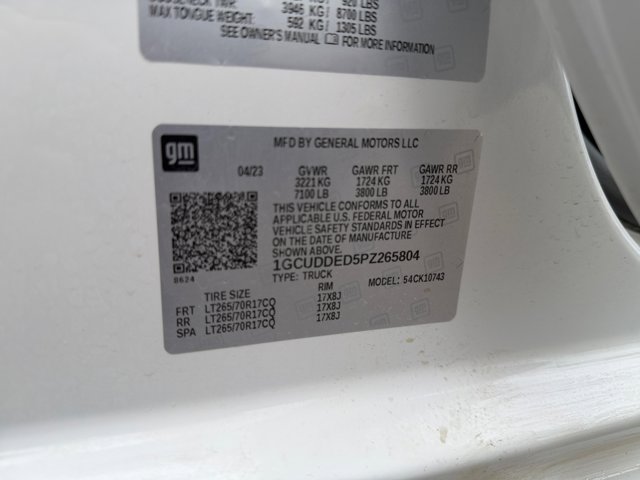 920 LBS
3946 KG / 8700 LBS
MAX TONGUE WEIGHT: 592 KG / 1305 LBS
SEE OWNER'S MANUAL FOR MORE INFORMATION
gm
MFD BY GENERAL MOTORS LLC
04/23 GVWR GAWR FRT GAWR RR
3221 KG 1724 KG 1724 KG
7100 LB 3800 LB 3800 LB
THIS VEHICLE CONFORMS TO ALL
APPLICABLE U.S. FEDERAL MOTOR
VEHICLE SAFETY STANDARDS IN EFFECT
ON THE DATE OF MANUFACTURE
SHOWN ABOVE.
8624
1GCUDDED5PZ265804
TYPE: TRUCK MODEL: 54CK10743
TIRE SIZE RIM
FRT LT265/70R17CQ 17X8J
RR LT265/70R17CQ 17X8J
SPA LT265/70R17CQ 17X8J